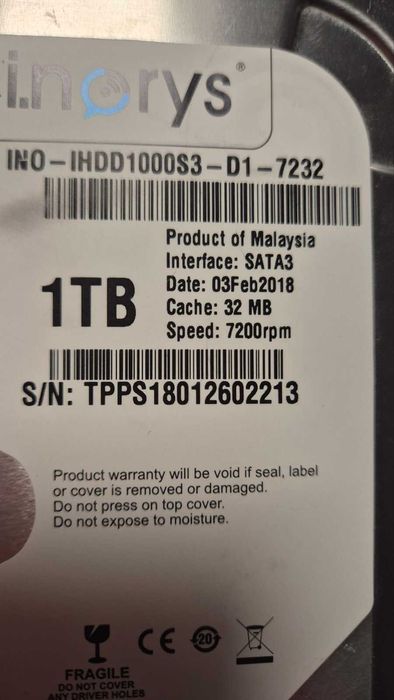 i.norys®
INO-IHDD1000S3-D1-7232
Product of Malaysia
Interface: SATA3
Date: 03Feb2018
Cache: 32 MB
Speed: 7200rpm
1TB
S/N: TPPS18012602213
Product warranty will be void if seal, label
or cover is removed or damaged.
Do not press on top cover.
Do not expose to moisture.
CE
20
FRAGILE
DO NOT COVER
ANY DRIVER HOLES